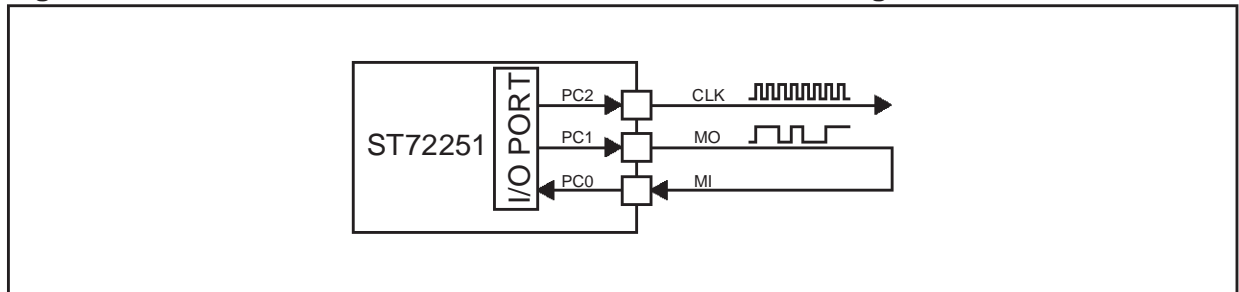 PC2
CLK
ST72251
I/O PORT
PC1
MO
PC0
MI